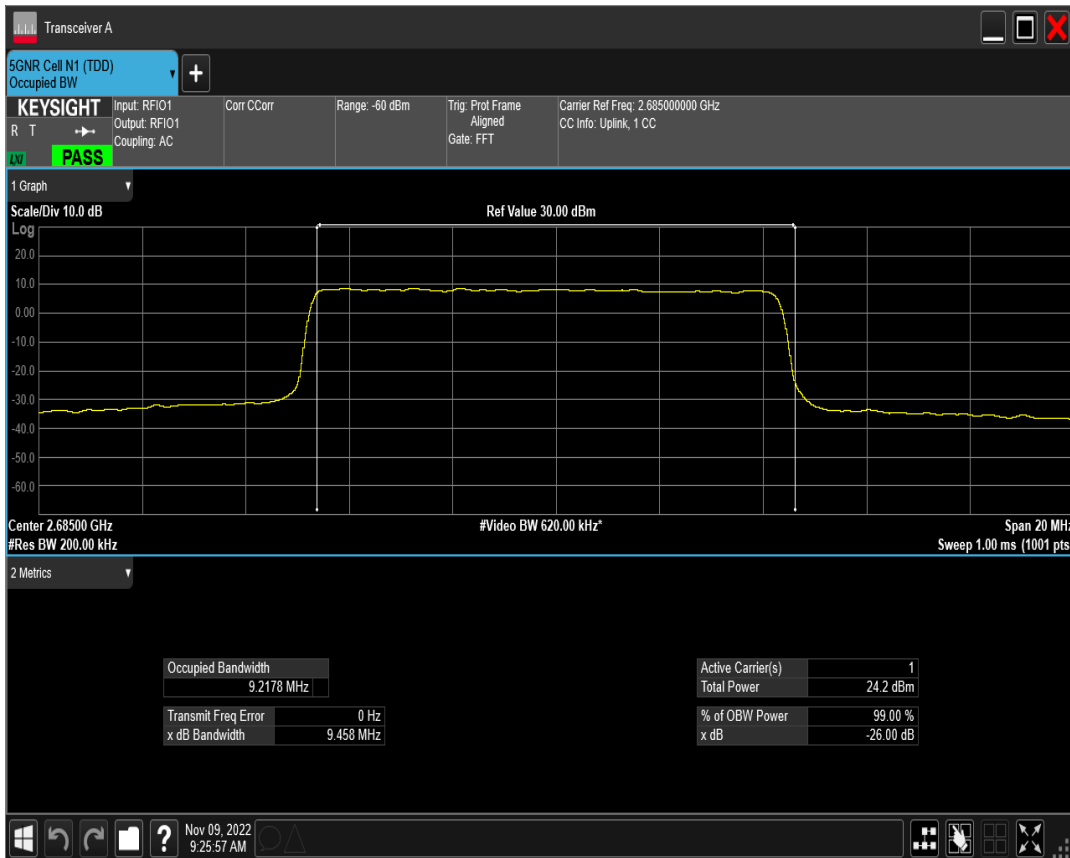 Transceiver A
5GNR Cell N1 (TDD)
Occupied BW
+
KEYSIGHT
R T
LXI
PASS
Input: RFIO1
Output: RFIO1
Coupling: AC
Corr CCorr
Range: -60 dBm
Trig: Prot Frame
Aligned
Gate: FFT
Carrier Ref Freq: 2.685000000 GHz
CC Info: Uplink, 1 CC
1 Graph
Scale/Div 10.0 dB
Ref Value 30.00 dBm
Log
20.0
10.0
0.00
-10.0
-20.0
-30.0
-40.0
-50.0
-60.0
Center 2.68500 GHz
#Video BW 620.00 kHz*
Span 20 MHz
#Res BW 200.00 kHz
Sweep 1.00 ms (1001 pts
2 Metrics
Occupied Bandwidth
9.2178 MHz
Transmit Freq Error 0 Hz
x dB Bandwidth 9.458 MHz
Active Carrier(s) 1
Total Power 24.2 dBm
% of OBW Power 99.00 %
x dB -26.00 dB
?
Nov 09, 2022
9:25:57 AM